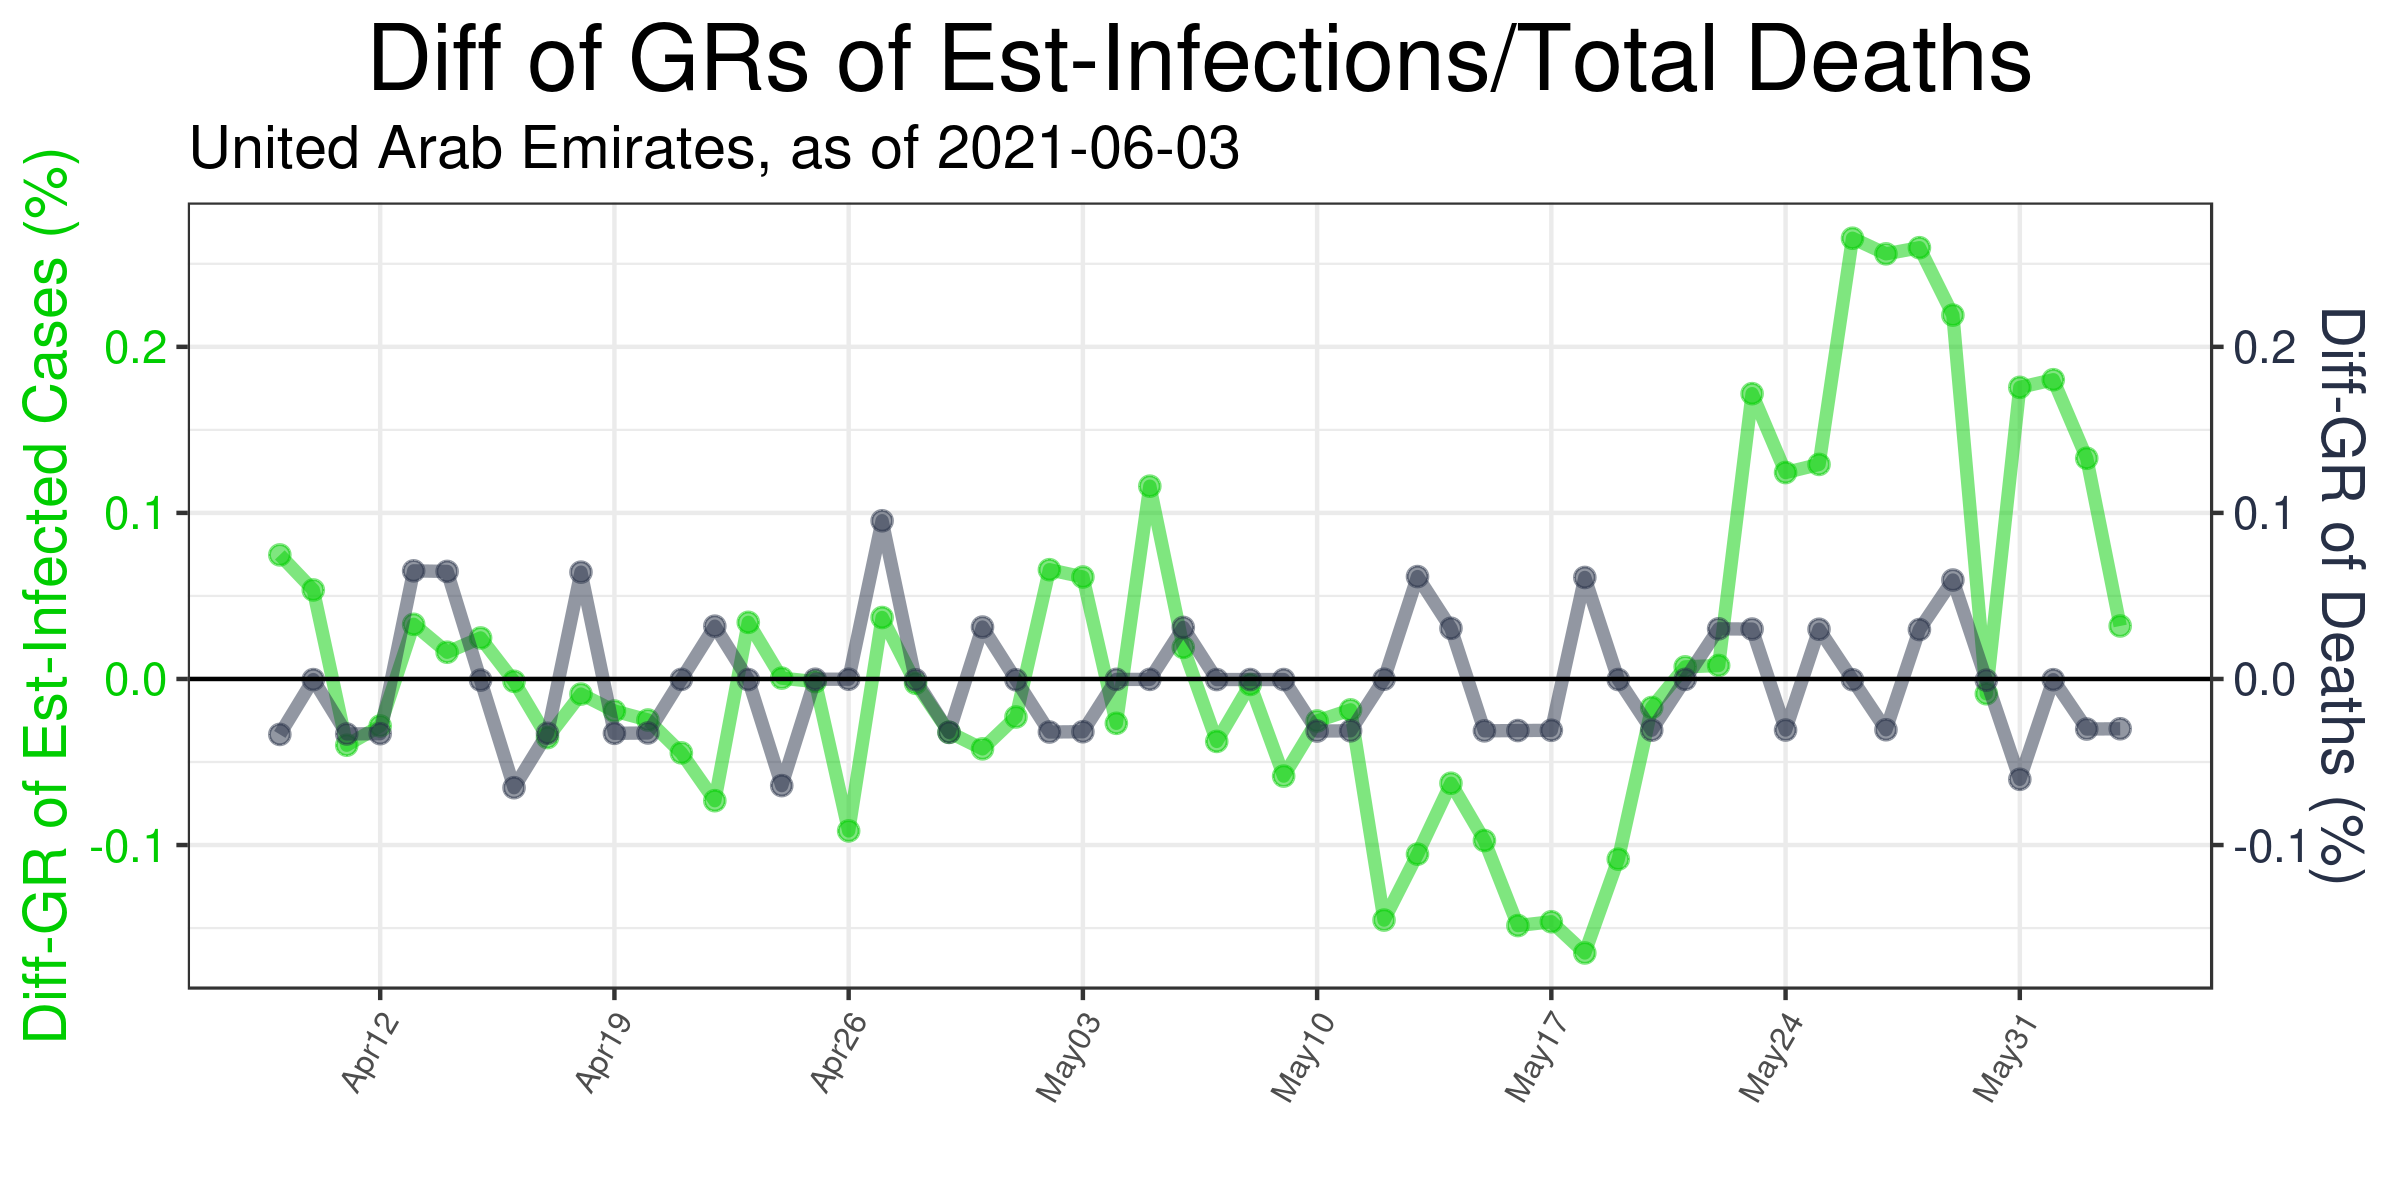 Diff of GRs of Est-Infections/Total Deaths
United Arab Emirates, as of 2021-06-03
Diff-GR of Est-Infected Cases (%)
0.2
0.1
0.0
-0.1
0.2
0.1
0.0
-0.1
Diff-GR of Deaths (%)
Apr12
Apr19
Apr26
May03
May10
May17
May24
May31